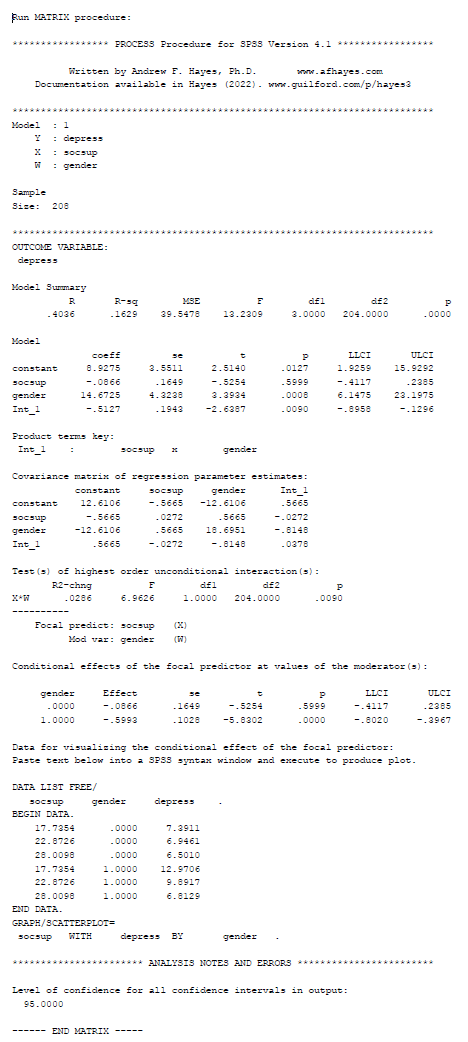 Run MATRIX procedure:
***************** PROCESS Procedure for SPSS Version 4.1 *****************
Written by Andrew F. Hayes, Ph.D. www.afhayes.com
Documentation available in Hayes (2022). www.guilford.com/p/hayes3
**************************************************************************
Model : 1
Y : depress
X : socsup
W : gender
Sample
Size: 208
**************************************************************************
OUTCOME VARIABLE:
depress
Model Summary
R R-sq MSE F df1 df2 p
.4036 .1629 39.5478 13.2309 3.0000 204.0000 .0000
Model
coeff se t p LLCI ULCI
constant 8.9275 3.5511 2.5140 .0127 1.9259 15.9292
socsup -.0866 .1649 -.5254 .5999 -.4117 .2385
gender 14.6725 4.3238 3.3934 .0008 6.1475 23.1975
Int_1 -.5127 .1943 -2.6387 .0090 -.8958 -.1296
Product terms key:
Int_1 : socsup x gender
Covariance matrix of regression parameter estimates:
constant socsup gender Int_1
constant 12.6106 -.5665 -12.6106 .5665
socsup -.5665 .0272 .5665 -.0272
gender -12.6106 .5665 18.6951 -.8148
Int_1 .5665 -.0272 -.8148 .0378
Test(s) of highest order unconditional interaction(s):
R2-chng F df1 df2 p
X*W .0286 6.9626 1.0000 204.0000 .0090
----------
Focal predict: socsup (X)
Mod var: gender (W)
Conditional effects of the focal predictor at values of the moderator(s):
gender Effect se t p LLCI ULCI
.0000 -.0866 .1649 -.5254 .5999 -.4117 .2385
1.0000 -.5993 .1028 -5.8302 .0000 -.8020 -.3967
Data for visualizing the conditional effect of the focal predictor:
Paste text below into a SPSS syntax window and execute to produce plot.
DATA LIST FREE/
socsup gender depress .
BEGIN DATA.
17.7354 .0000 7.3911
22.8726 .0000 6.9461
28.0098 .0000 6.5010
17.7354 1.0000 12.9706
22.8726 1.0000 9.8917
28.0098 1.0000 6.8129
END DATA.
GRAPH/SCATTERPLOT=
socsup WITH depress BY gender .
*********************** ANALYSIS NOTES AND ERRORS ************************
Level of confidence for all confidence intervals in output:
95.0000
------ END MATRIX -----